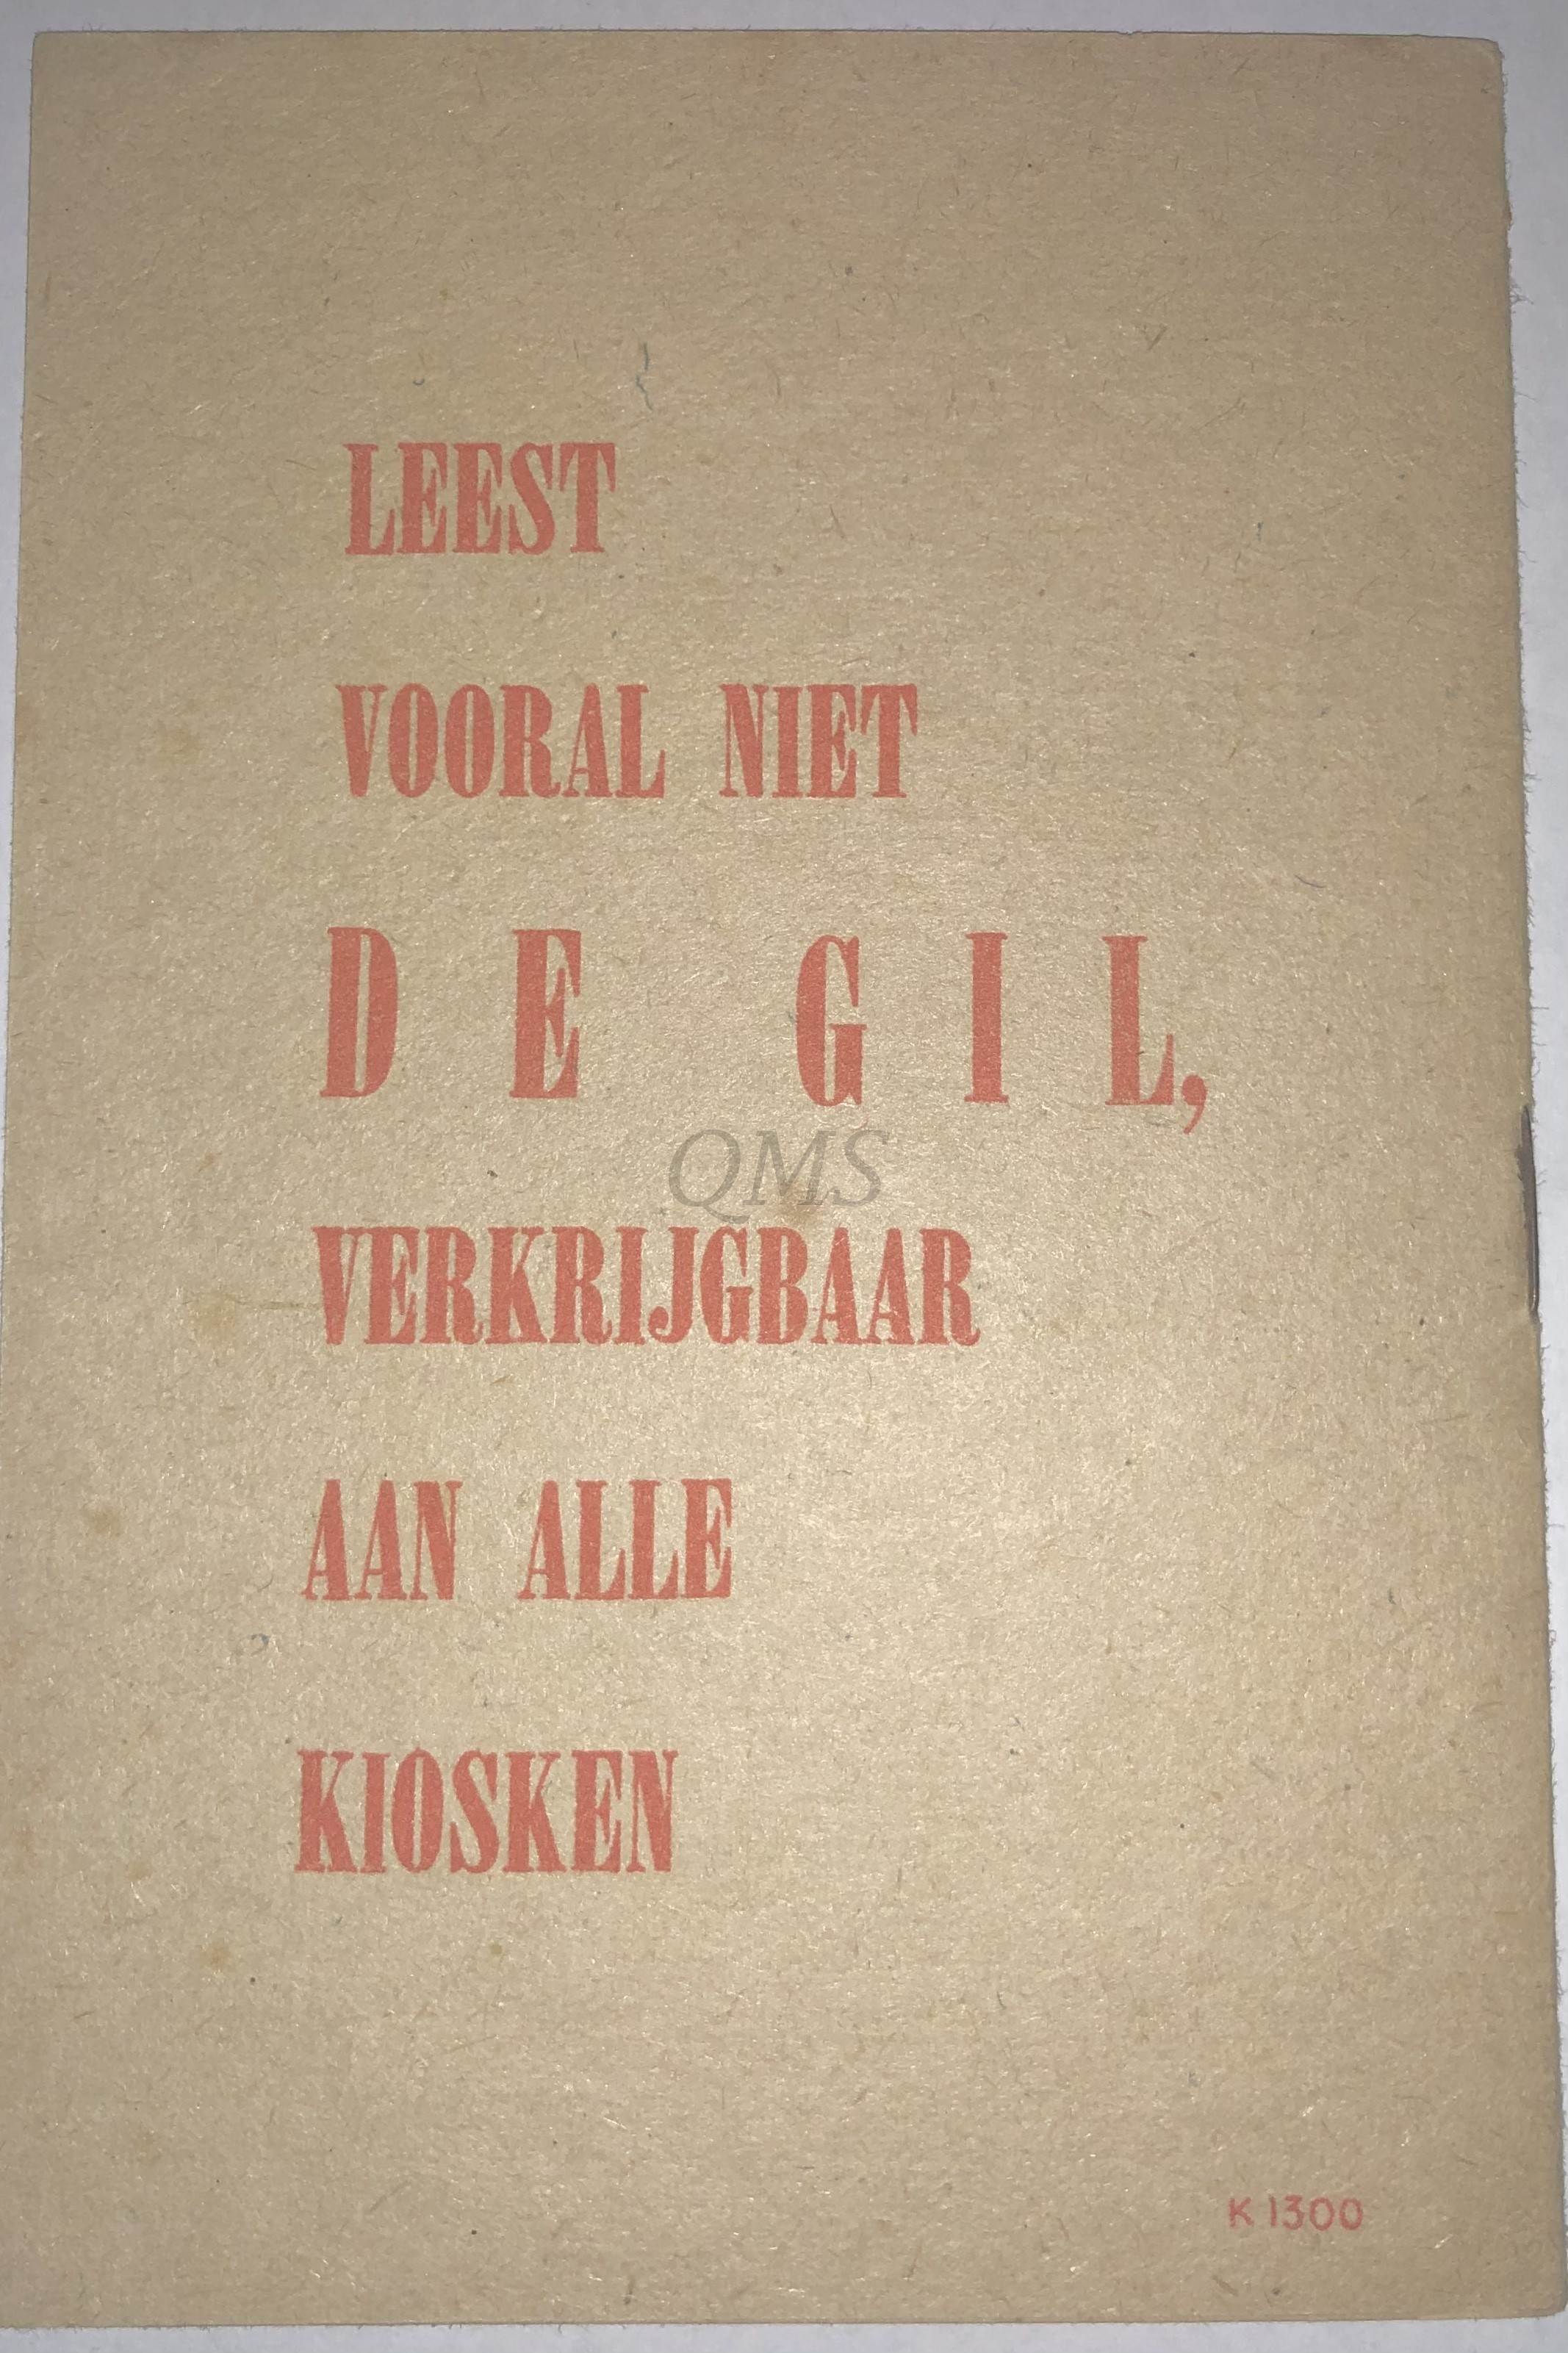 LEEST
VOORAL NIET
DE GIL,
QMS
VERKRIJGBAAR
AAN ALLE
KIOSKEN
K 1300